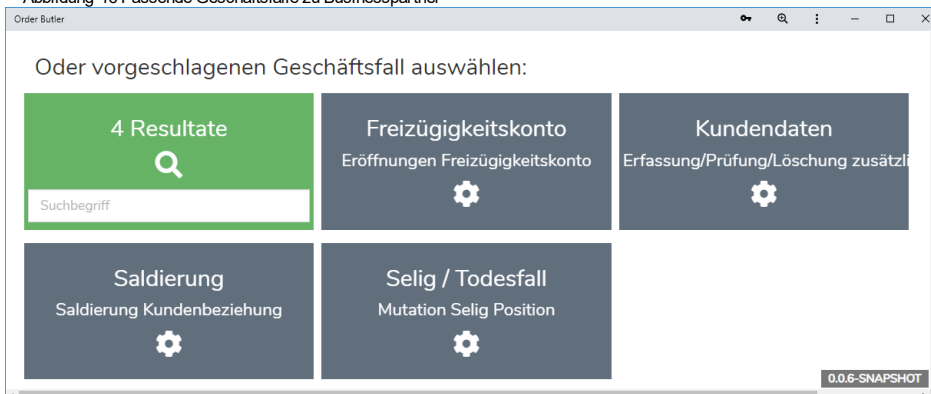 Order Butler
Oder vorgeschlagenen Geschäftsfall auswählen:
4 Resultate
Suchbegriff
Freizügigkeitskonto
Eröffnungen Freizügigkeitskonto
Kundendaten
Erfassung/Prüfung/Löschung
Saldierung
Saldierung Kundenbeziehung
Selig / Todesfall
Mutation Selig Position
0.0.6-SNAPSHOT